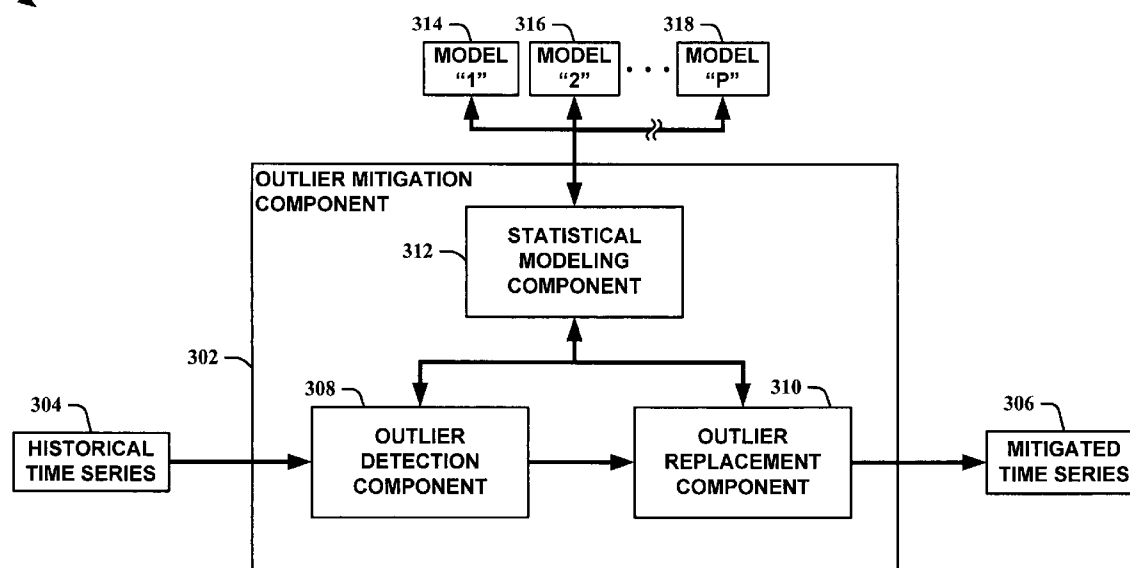 314
316
318
MODEL
"1"
MODEL
"2"
. . .
MODEL
"P"
OUTLIER MITIGATION
COMPONENT
312
STATISTICAL
MODELING
COMPONENT
302
304
HISTORICAL
TIME SERIES
308
OUTLIER
DETECTION
COMPONENT
310
OUTLIER
REPLACEMENT
COMPONENT
306
MITIGATED
TIME SERIES